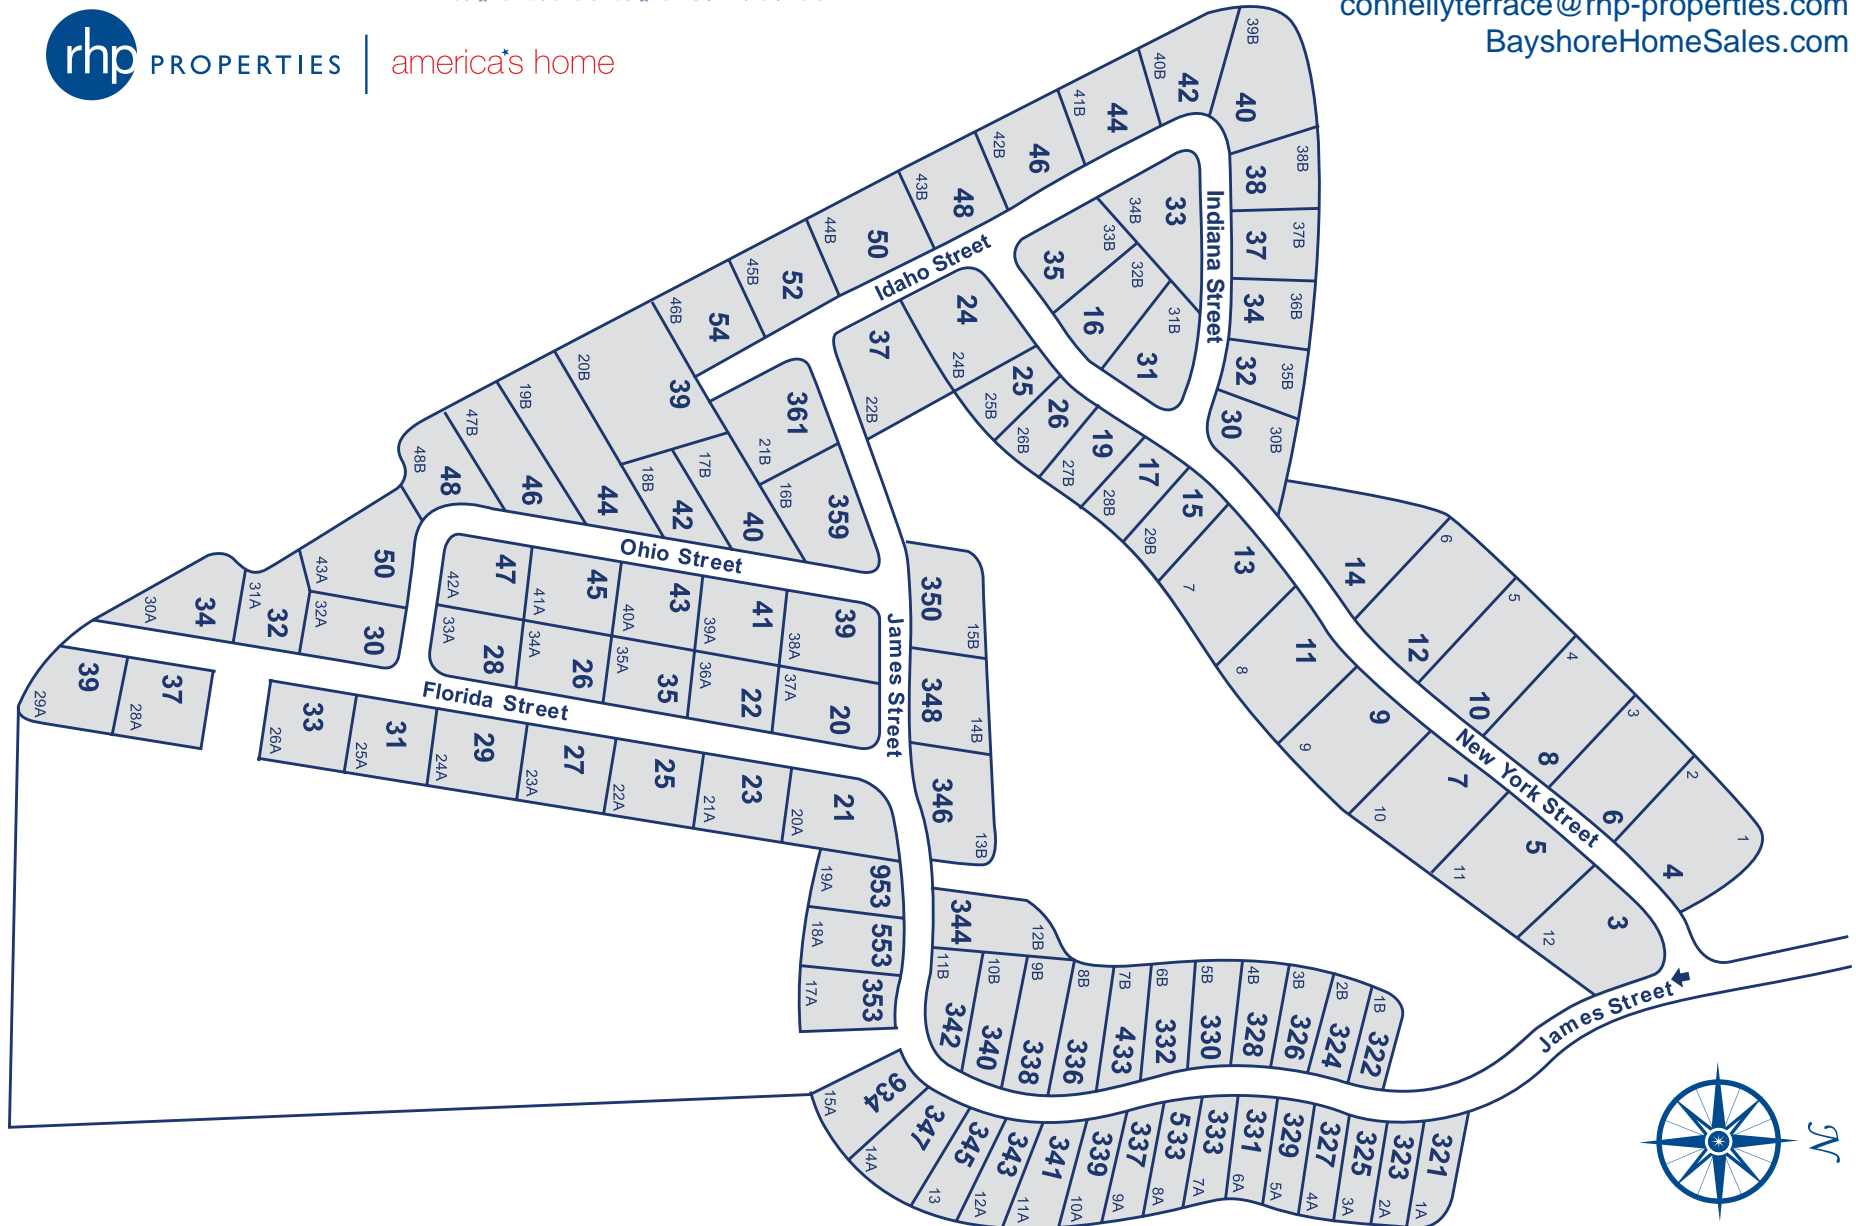 connellyterrace@rhp-properties.com
BayshoreHomeSales.com
rhp PROPERTIES
america's home
39B
40
40B
42
41B
44
42B
46
43B
48
44B
50
45B
52
46B
54
38B
38
37B
37
36B
34
35B
32
30B
30
Indiana Street
Idaho Street
33
34B
33B
35
32B
16
31B
31
24
24B
37
22B
25
25B
26
26B
19
27B
17
28B
15
29B
13
7
11
8
9
9
7
10
5
11
3
12
14
6
12
5
10
4
8
3
6
2
4
1
New York Street
20B
39
19B
44
47B
46
48B
48
18B
42
17B
40
361
21B
359
16B
Ohio Street
50
43A
30
32A
32
31A
34
30A
47
42A
45
41A
43
40A
41
39A
39
38A
28
33A
26
34A
35
35A
22
36A
20
37A
Florida Street
James Street
39
29A
37
28A
33
26A
31
25A
29
24A
27
23A
25
22A
23
21A
21
20A
953
19A
553
18A
353
17A
350
15B
348
14B
346
13B
344
12B
11B
342
10B
340
9B
338
8B
336
7B
433
6B
332
5B
330
4B
328
3B
326
2B
324
1B
322
James Street
934
15A
347
14A
345
13
343
12A
341
11A
339
10A
337
9A
533
8A
333
7A
331
6A
329
5A
327
4A
325
3A
323
2A
321
1A
N